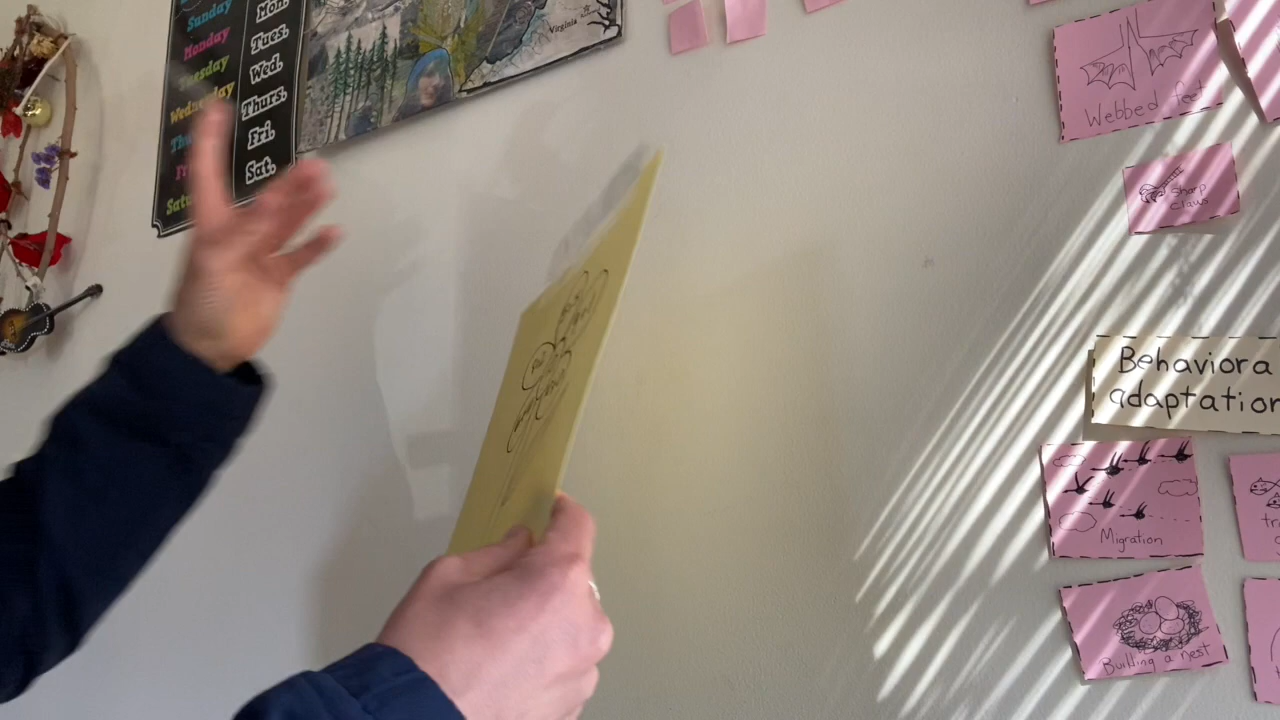 Sunday
Monday
Tuesday
Wednesday
Mon.
Tues.
Wed.
Thurs.
Fri.
Sat.
Virginia
Webbed feet
Sharp
claws
Behaviora
adaptation
Migration
Building a nest